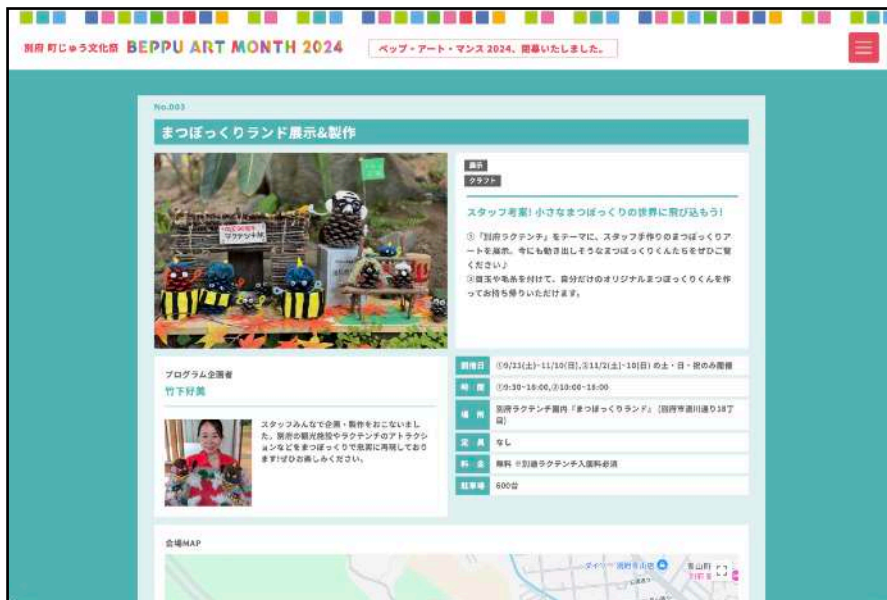 別府 町じゅう文化祭 BEPPU ART MONTH 2024
ベップ・アート・マンス 2024、開幕いたしました。
No.003
まつぼっくりランド展示&製作
展示
クラフト
スタッフ考案! 小さなまつぼっくりの世界に飛び込もう!
①『別府ラクテンチ』をテーマに、スタッフ手作りのまつぼっくりア
ートを展示。今にも動き出しそうなまつぼっくりくんたちをぜひご覧
ください♪
②目玉や毛糸を付けて、自分だけのオリジナルまつぼっくりくんを作
ってお持ち帰りいただけます。
プログラム企画者
竹下好美
スタッフみんなで企画・製作をおこないまし
た。別府の観光施設やラクテンチのアトラクシ
ョンなどをまつぼっくりで忠実に再現しており
ます!ぜひお楽しみください。
開催日 ~11/10(日),②11/2(土)~10(日) の土・日・祝のみ開催
時 間 ①9:30~16:00,②10:00~15:00
場 所 別府ラクテンチ園内『まつぼっくりランド』 (別府市流川通り18丁
目)
定 員 なし
料 金 無料 ※別途ラクテンチ入園料必須
駐車場 600台
会場MAP